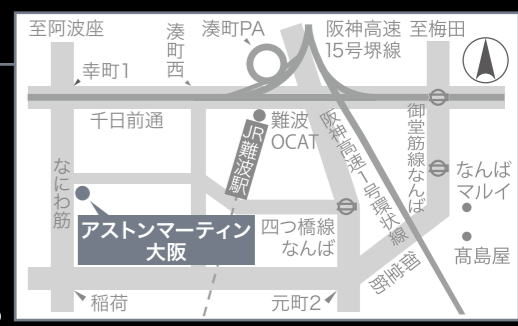 至阿波座
湊町西
湊町PA
阪神高速
15号堺線
至梅田
幸町1
千日前通
難波
OCAT
JR難波駅
阪神高速1号環状線
御堂筋線なんば
なんば
マルイ
なにわ筋
アストンマーティン
大阪
四つ橋線
なんば
御堂筋
髙島屋
稲荷
元町2